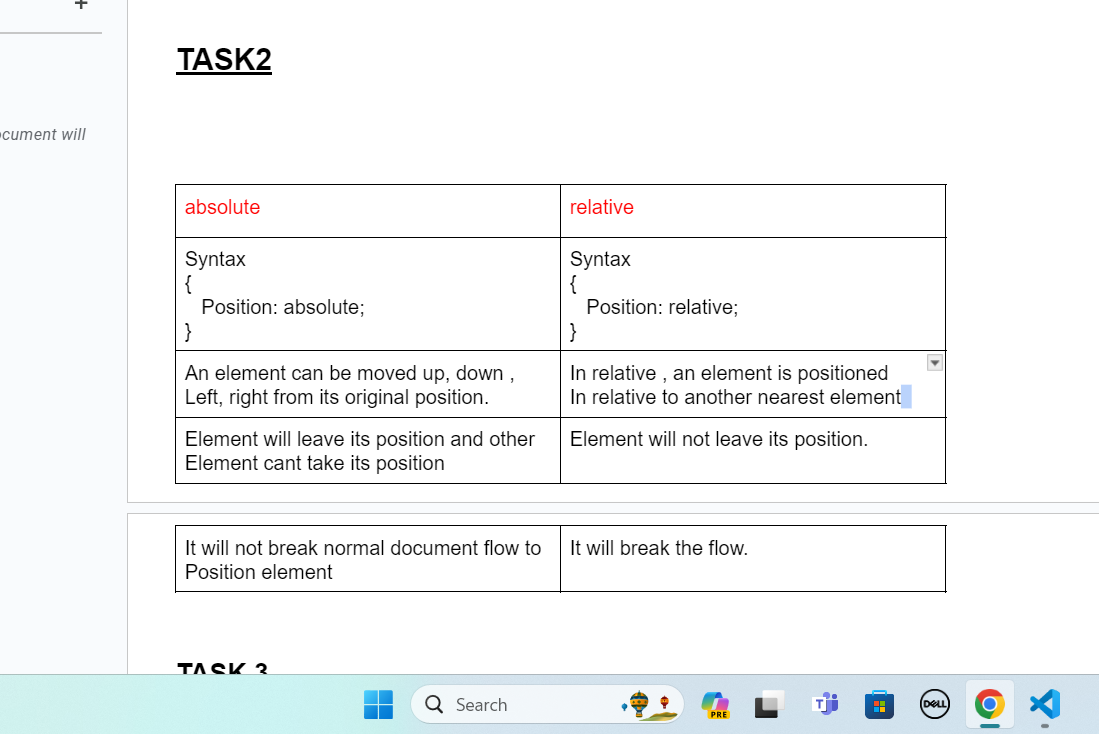 +
ocument will
TASK2
absolute
relative
Syntax
{
Position: absolute;
}
Syntax
{
Position: relative;
}
An element can be moved up, down ,
Left, right from its original position.
In relative , an element is positioned
In relative to another nearest element
Element will leave its position and other
Element cant take its position
Element will not leave its position.
It will not break normal document flow to
Position element
It will break the flow.
TASK 3
Search
PRE
T
DELL